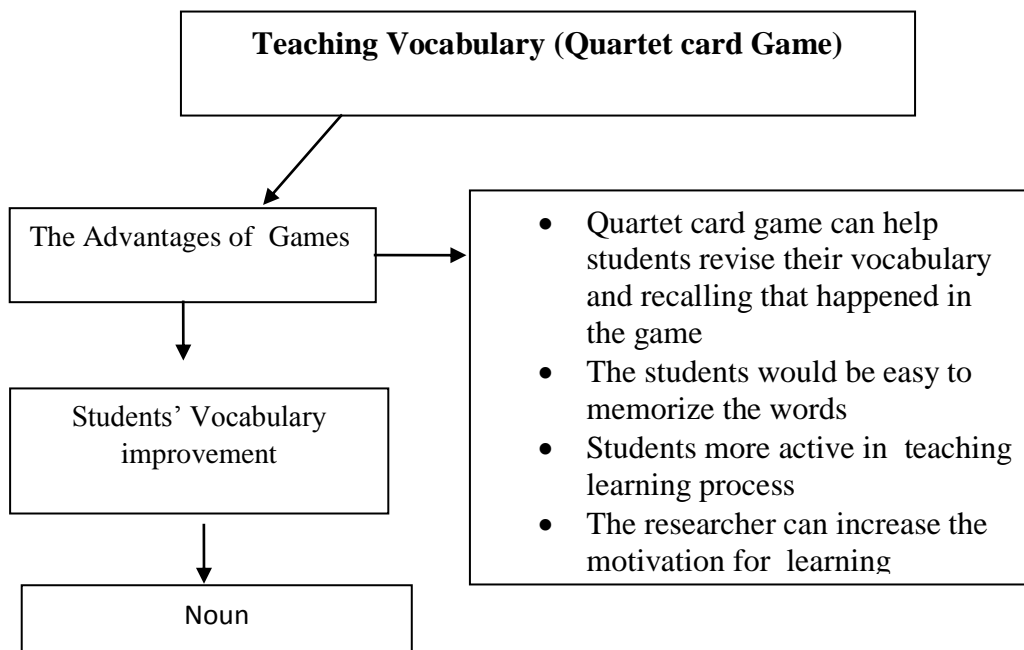 Teaching Vocabulary (Quartet card Game)
The Advantages of Games
• Quartet card game can help
students revise their vocabulary
and recalling that happened in
the game
• The students would be easy to
memorize the words
• Students more active in teaching
learning process
• The researcher can increase the
motivation for learning
Students’ Vocabulary
improvement
Noun